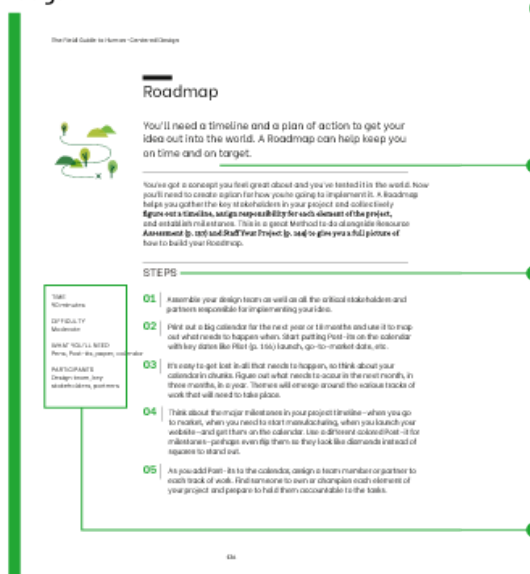 The Field Guide to Human-Centered Design
Roadmap
You'll need a timeline and a plan of action to get your
idea out into the world. A Roadmap can help keep you
on time and on target.
You've got a concept you feel great about and you've tested it in the world. Now
you'll need to create a plan for how you're going to implement it. A Roadmap
helps you gather the key stakeholders in your project and collectively
figure out a timeline, assign responsibility for each element of the project,
and establish milestones. This is a great Method to do alongside Resource
Assessment (p. 137) and Staff Your Project (p. 144) to give you a full picture of
how to build your Roadmap.
STEPS
TIME
90 minutes
DIFFICULTY
Moderate
WHAT YOU'LL NEED
Pens, Post-its, paper, calendar
PARTICIPANTS
Design team, key
stakeholders, partners
01 Assemble your design team as well as all the critical stakeholders and
partners responsible for implementing your idea.
02 Print out a big calendar for the next year or 18 months and use it to map
out what needs to happen when. Start putting Post-its on the calendar
with key dates like Pilot (p. 146) launch, go-to-market date, etc.
03 It's easy to get lost in all that needs to happen, so think about your
calendar in chunks. Figure out what needs to occur in the next month, in
three months, in a year. Themes will emerge around the various tracks of
work that will need to take place.
04 Think about the major milestones in your project timeline—when you go
to market, when you need to start manufacturing, when you launch your
website—and get them on the calendar. Use a different colored Post-it for
milestones—perhaps even flip them so they look like diamonds instead of
squares to stand out.
05 As you add Post-its to the calendar, assign a team member or partner to
each track of work. Find someone to own or champion each element of
your project and prepare to hold them accountable to the tasks.